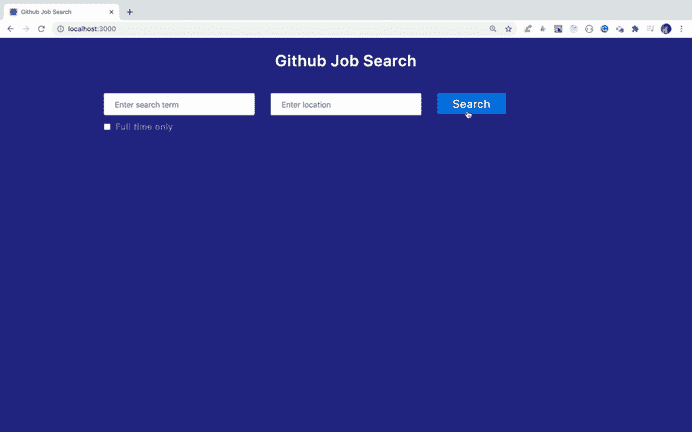 Github Job Search
localhost:3000
Github Job Search
Enter search term
Enter location
Search
Full time only